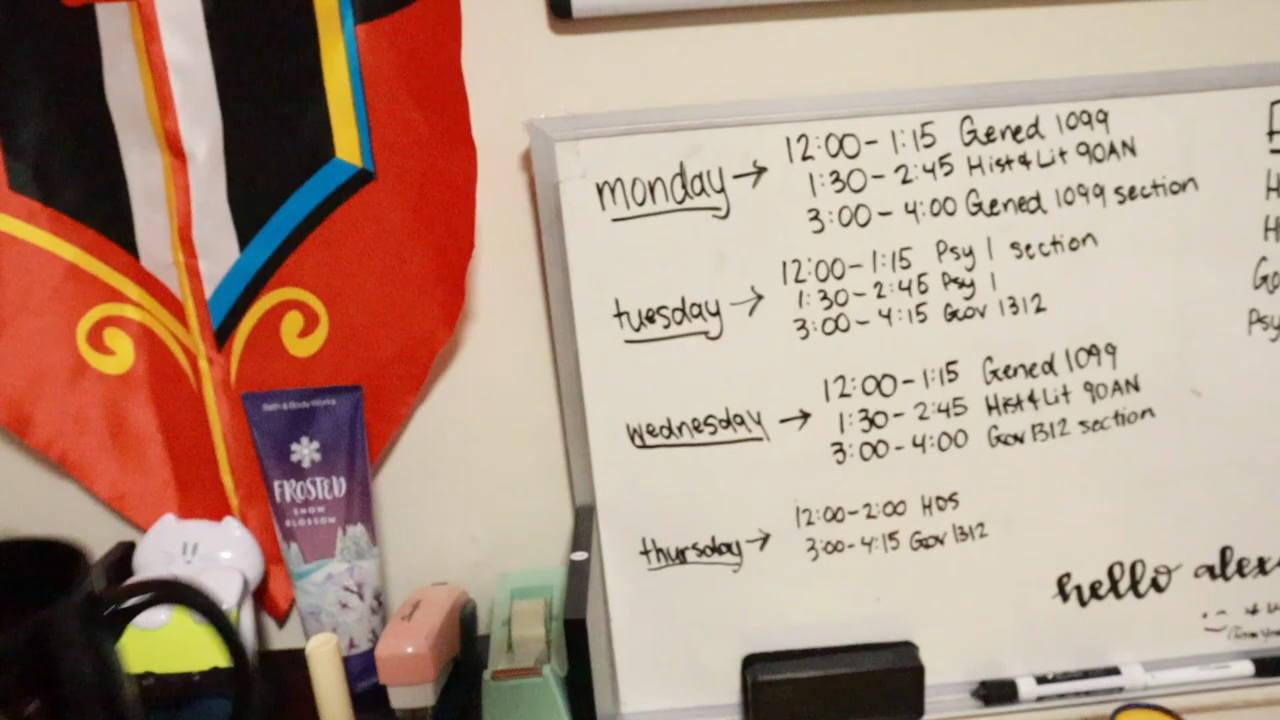 monday → 12:00-1:15 Gened 1099
1:30-2:45 Hist&Lit 90AN
3:00-4:00 Gened 1099 section
tuesday → 12:00-1:15 Psy 1 section
1:30-2:45 Psy 1
3:00-4:15 Gov 1312
wednesday → 12:00-1:15 Gened 1099
1:30-2:45 Hist&Lit 90AN
3:00-4:00 Gov 1312 section
thursday → 12:00-2:00 HDS
3:00-4:15 Gov 1312
hello
Psy
Bath & Body Works
FROSTED
SNOW
BLOSSOM